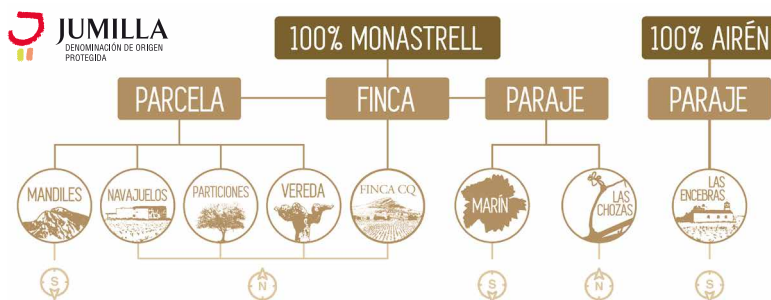 JUMILLA
DENOMINACIÓN DE ORIGEN
PROTEGIDA
100% MONASTRELL
100% AIRÉN
PARCELA
FINCA
PARAJE
PARAJE
MANDILES
NAVAJUELOS
PARTICIONES
VEREDA
FINCA CQ
MARÍN
LAS
CHOZAS
LAS
ENCEBRAS
S
N
S
N
S